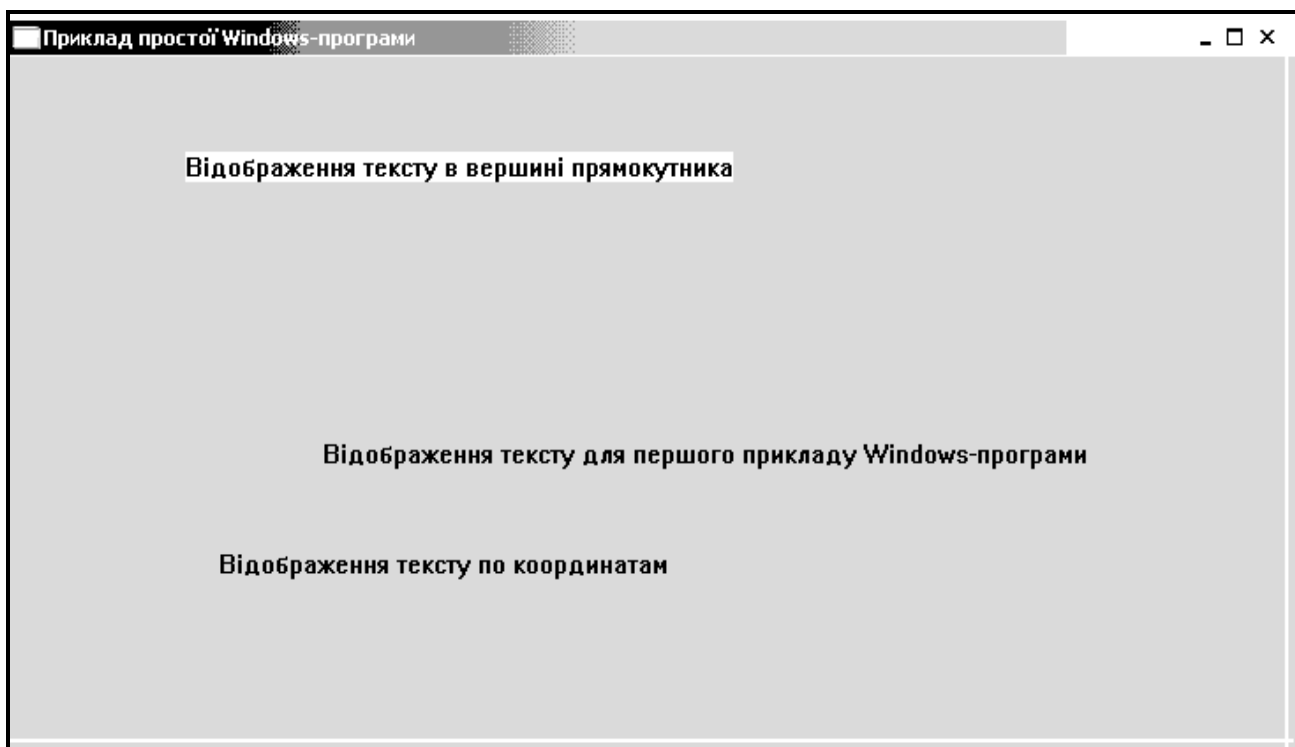 Приклад простої Windows-програми
Відображення тексту в вершині прямокутника
Відображення тексту для першого прикладу Windows-програми
Відображення тексту по координатам